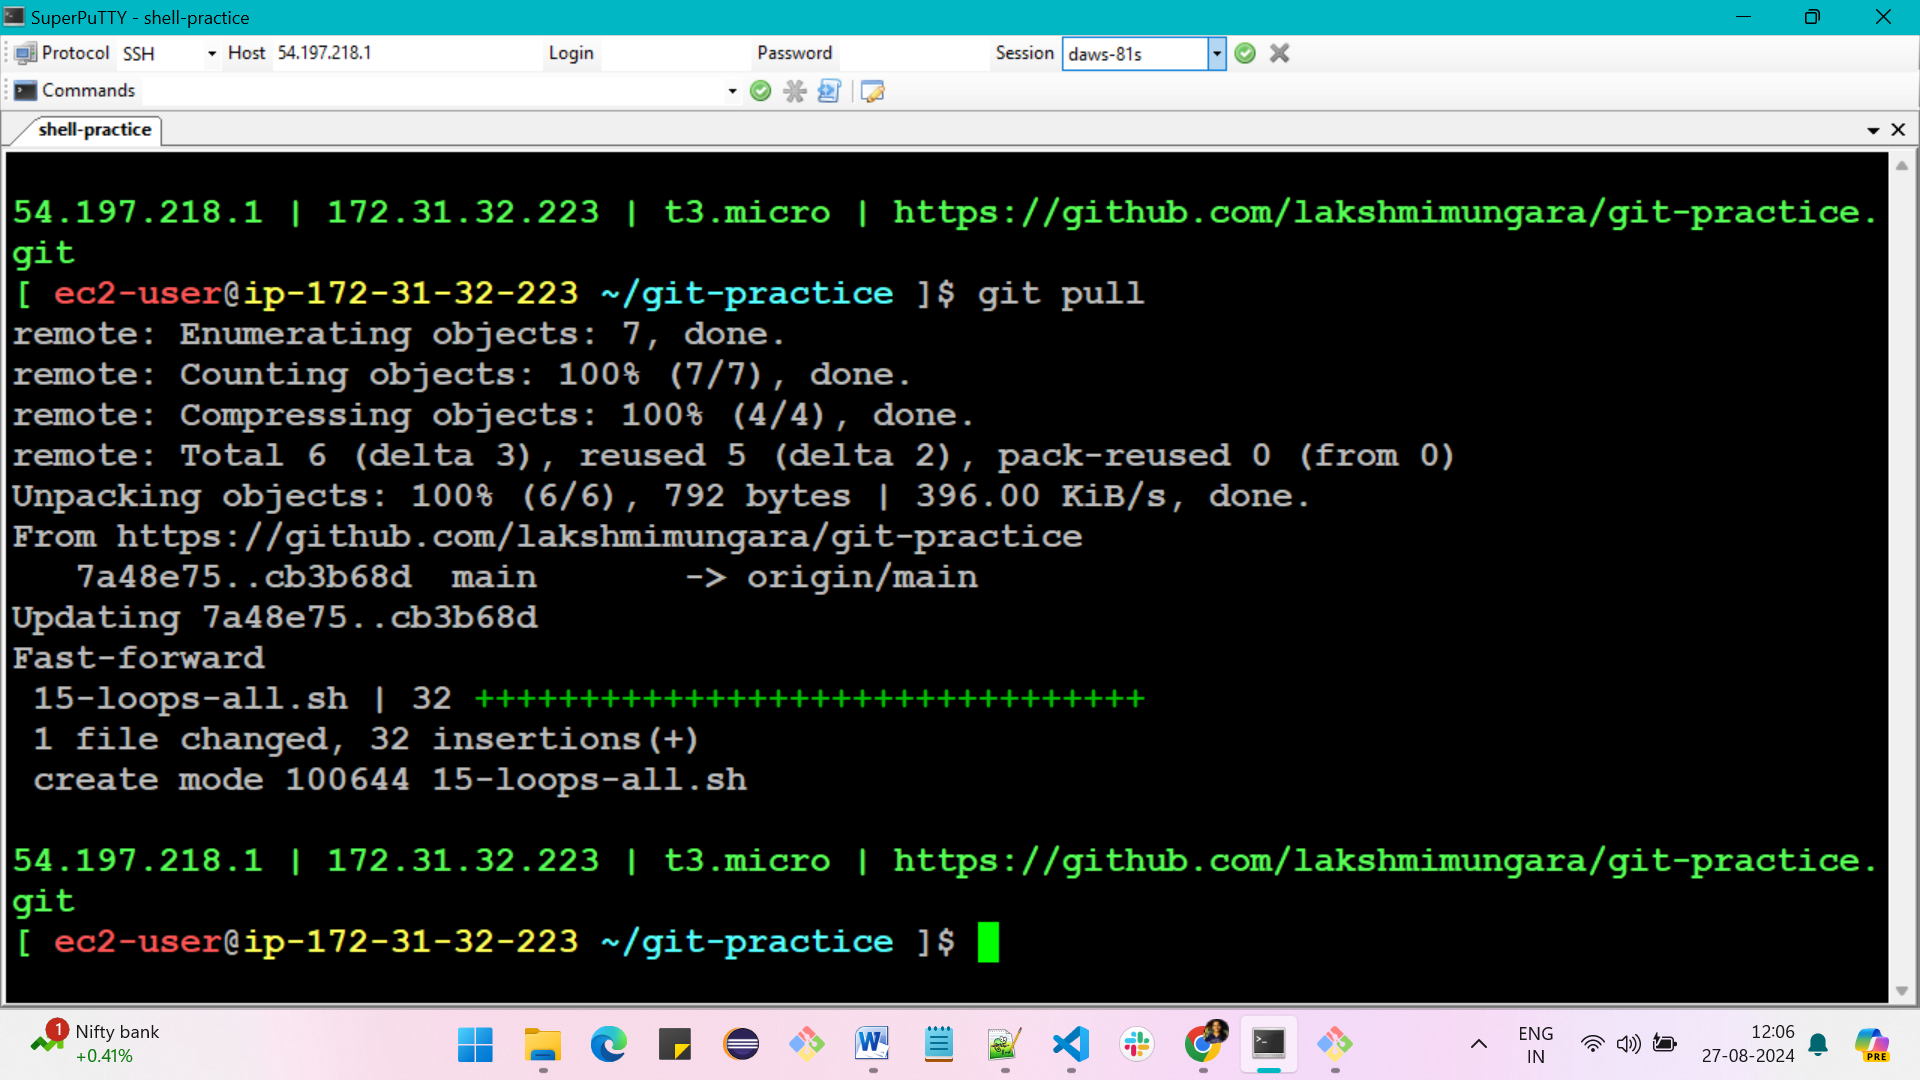 SuperPuTTY - shell-practice
Protocol SSH Host 54.197.218.1 Login Password Session daws-81s
Commands
shell-practice
54.197.218.1 | 172.31.32.223 | t3.micro | https://github.com/lakshmimungara/git-practice.
git
[ ec2-user@ip-172-31-32-223 ~/git-practice ]$ git pull
remote: Enumerating objects: 7, done.
remote: Counting objects: 100% (7/7), done.
remote: Compressing objects: 100% (4/4), done.
remote: Total 6 (delta 3), reused 5 (delta 2), pack-reused 0 (from 0)
Unpacking objects: 100% (6/6), 792 bytes | 396.00 KiB/s, done.
From https://github.com/lakshmimungara/git-practice
   7a48e75..cb3b68d  main       -> origin/main
Updating 7a48e75..cb3b68d
Fast-forward
 15-loops-all.sh | 32 ++++++++++++++++++++++++++++++++
 1 file changed, 32 insertions(+)
 create mode 100644 15-loops-all.sh
54.197.218.1 | 172.31.32.223 | t3.micro | https://github.com/lakshmimungara/git-practice.
git
[ ec2-user@ip-172-31-32-223 ~/git-practice ]$
1 Nifty bank
+0.41%
ENG
IN
12:06
27-08-2024
PRE